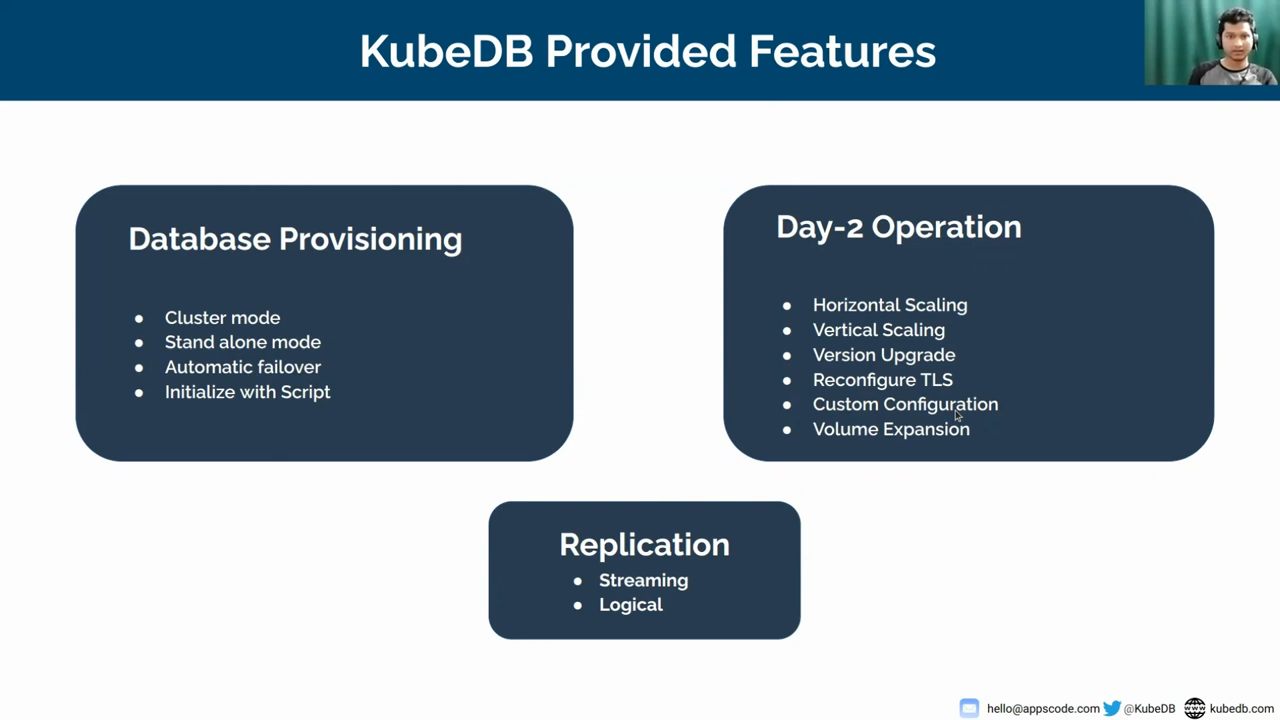 KubeDB Provided Features
Database Provisioning
● Cluster mode
● Stand alone mode
● Automatic failover
● Initialize with Script
Day-2 Operation
● Horizontal Scaling
● Vertical Scaling
● Version Upgrade
● Reconfigure TLS
● Custom Configuration
● Volume Expansion
Replication
● Streaming
● Logical
hello@appscode.com @KubeDB kubedb.com